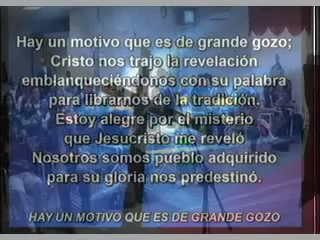 Hay un motivo que es de grande gozo;
Cristo nos trajo la revelación
emblanqueciéndonos con su palabra
para librarnos de la tradición.
Estoy alegre por el misterio
que Jesucristo me reveló
Nosotros somos pueblo adquirido
para su gloria nos predestinó.
HAY UN MOTIVO QUE ES DE GRANDE GOZO